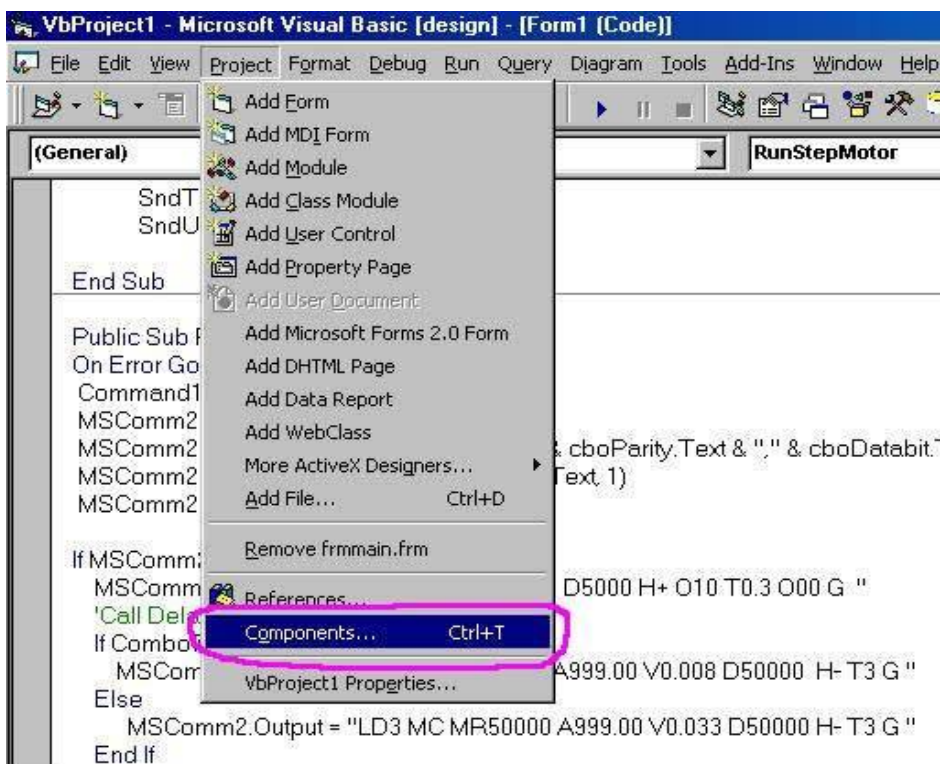 VbProject1 - Microsoft Visual Basic [design] - [Form1 (Code)]
File Edit View Project Format Debug Run Query Diagram Tools Add-Ins Window Help
(General)
RunStepMotor
Add Form
Add MDI Form
Add Module
Add Class Module
Add User Control
Add Property Page
Add User Document
Add Microsoft Forms 2.0 Form
Add DHTML Page
Add Data Report
Add WebClass
More ActiveX Designers...
Add File... Ctrl+D
Remove frmmain.frm
References...
Components... Ctrl+T
VbProject1 Properties...
SndT
SndU
End Sub
Public Sub
On Error Go
Command1
MSComm2
MSComm2 & cboParity.Text & "," & cboDatabit.T
MSComm2 Text, 1)
MSComm2
If MSComm
MSComm D5000 H+ O10 T0.3 O00 G "
'Call Dela
If Combo
MSCom A999.00 V0.008 D50000 H- T3 G "
Else
MSComm2.Output = "LD3 MC MR50000 A999.00 V0.033 D50000 H- T3 G "
End If